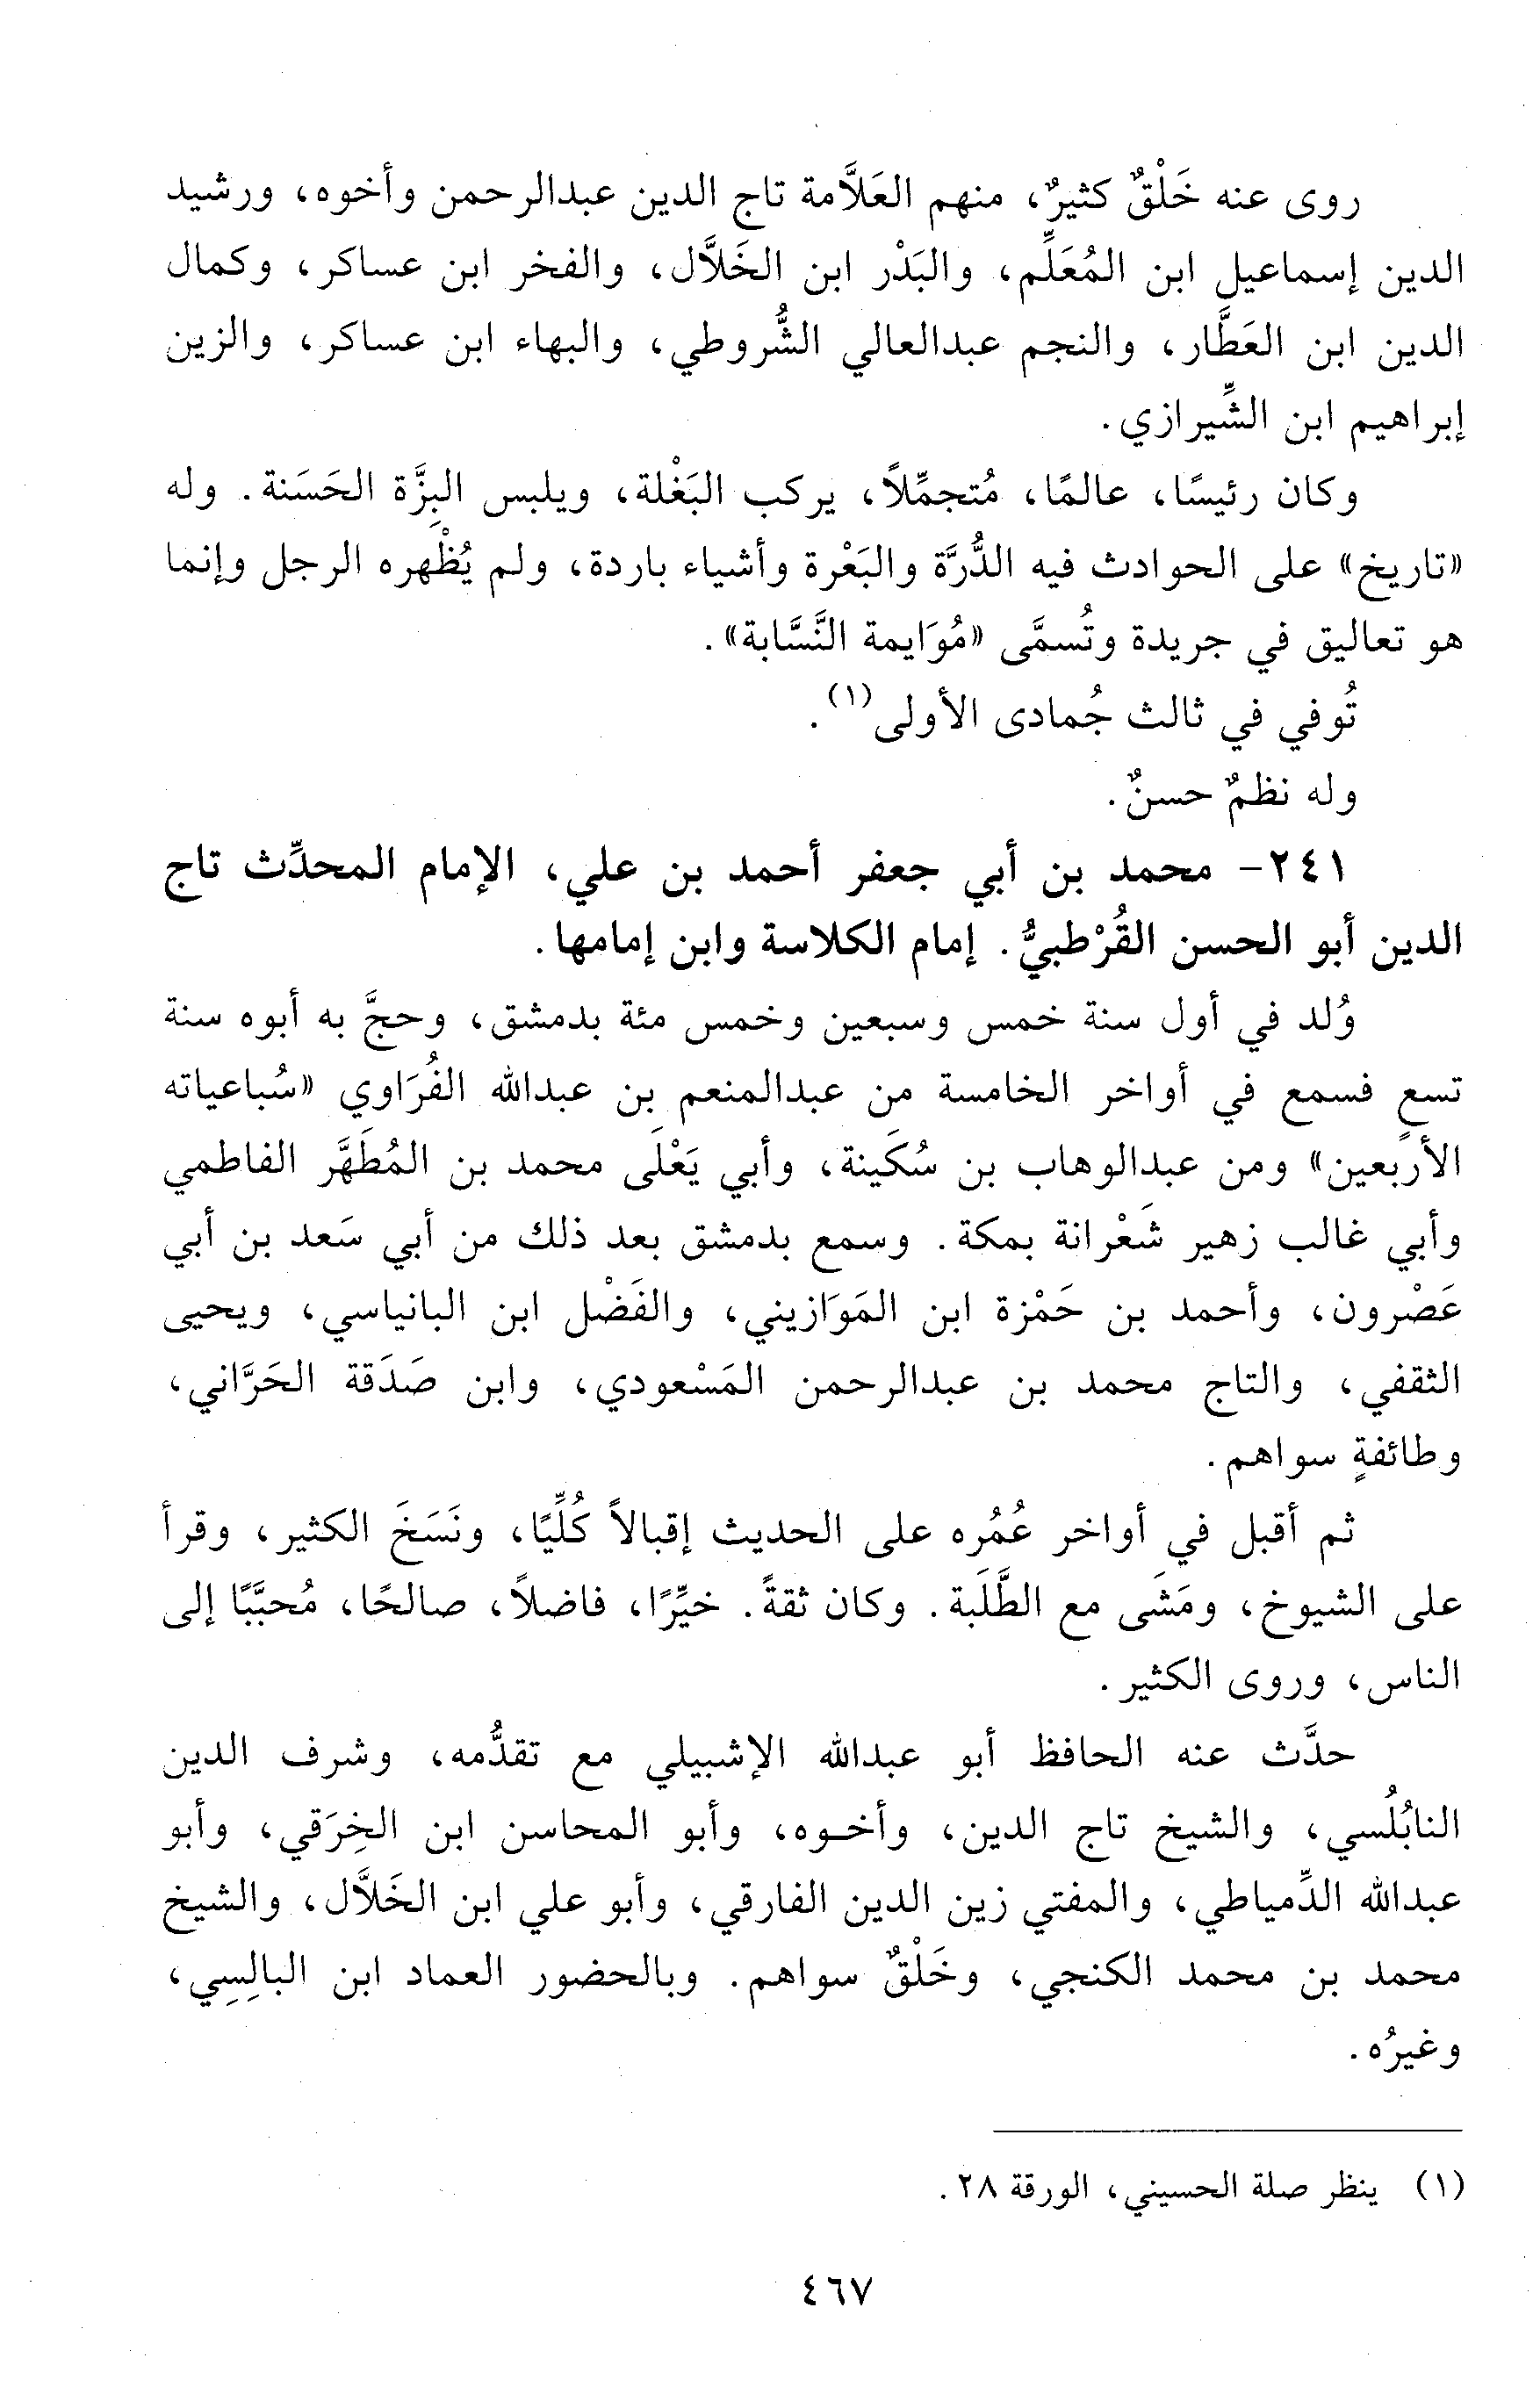 روى عنه خَلْقٌ كثيرٌ، منهم العَلاَّمة تاج الدين عبدالرحمن وأخوه، ورشيد
الدين إسماعيل ابن المُعَلِّم، والبَدْر ابن الخَلاَّل، والفخر ابن عساكر، وكمال
الدين ابن العَطَّار، والنجم عبدالعالي الشُّروطي، والبهاء ابن عساكر، والزين
إبراهيم ابن الشِّيرازي.
وكان رئيسًا، عالمًا، مُتجمِّلاً، يركب البَغْلة، ويلبس البِزَّة الحَسَنة. وله
«تاريخ» على الحوادث فيه الدُّرَّة والبَعْرة وأشياء باردة، ولم يُظْهره الرجل وإنما
هو تعاليق في جريدة وتُسمَّى «مُوَايمة النَّسَّابة».
تُوفي في ثالث جُمادى الأولى(١).
وله نظمٌ حسنٌ.
٢٤١- محمد بن أبي جعفر أحمد بن علي، الإمام المحدِّث تاج
الدين أبو الحسن القُرْطبيُّ. إمام الكلاسة وابن إمامها.
وُلد في أول سنة خمس وسبعين وخمس مئة بدمشق، وحجَّ به أبوه سنة
تسعٍ فسمع في أواخر الخامسة من عبدالمنعم بن عبدالله الفُرَاوي «سُباعياته
الأربعين» ومن عبدالوهاب بن سُكَينة، وأبي يَعْلَى محمد بن المُطَهَّر الفاطمي
وأبي غالب زهير شَعْرانة بمكة. وسمع بدمشق بعد ذلك من أبي سَعد بن أبي
عَصْرون، وأحمد بن حَمْزة ابن المَوَازيني، والفَضْل ابن البانياسي، ويحيى
الثقفي، والتاج محمد بن عبدالرحمن المَسْعودي، وابن صَدَقة الحَرَّاني،
وطائفةٍ سواهم.
ثم أقبل في أواخر عُمُره على الحديث إقبالاً كُلِّيًا، ونَسَخَ الكثير، وقرأ
على الشيوخ، ومَشَى مع الطَّلَبة. وكان ثقةً. خيِّرًا، فاضلاً، صالحًا، مُحبَّبًا إلى
الناس، وروى الكثير.
حدَّث عنه الحافظ أبو عبدالله الإشبيلي مع تقدُّمه، وشرف الدين
النابُلُسي، والشيخ تاج الدين، وأخوه، وأبو المحاسن ابن الخِرَقي، وأبو
عبدالله الدِّمياطي، والمفتي زين الدين الفارقي، وأبو علي ابن الخَلاَّل، والشيخ
محمد بن محمد الكنجي، وخَلْقٌ سواهم. وبالحضور العماد ابن البالِسِي،
وغيرُه.
(١) ينظر صلة الحسيني، الورقة ٢٨.
٤٦٧